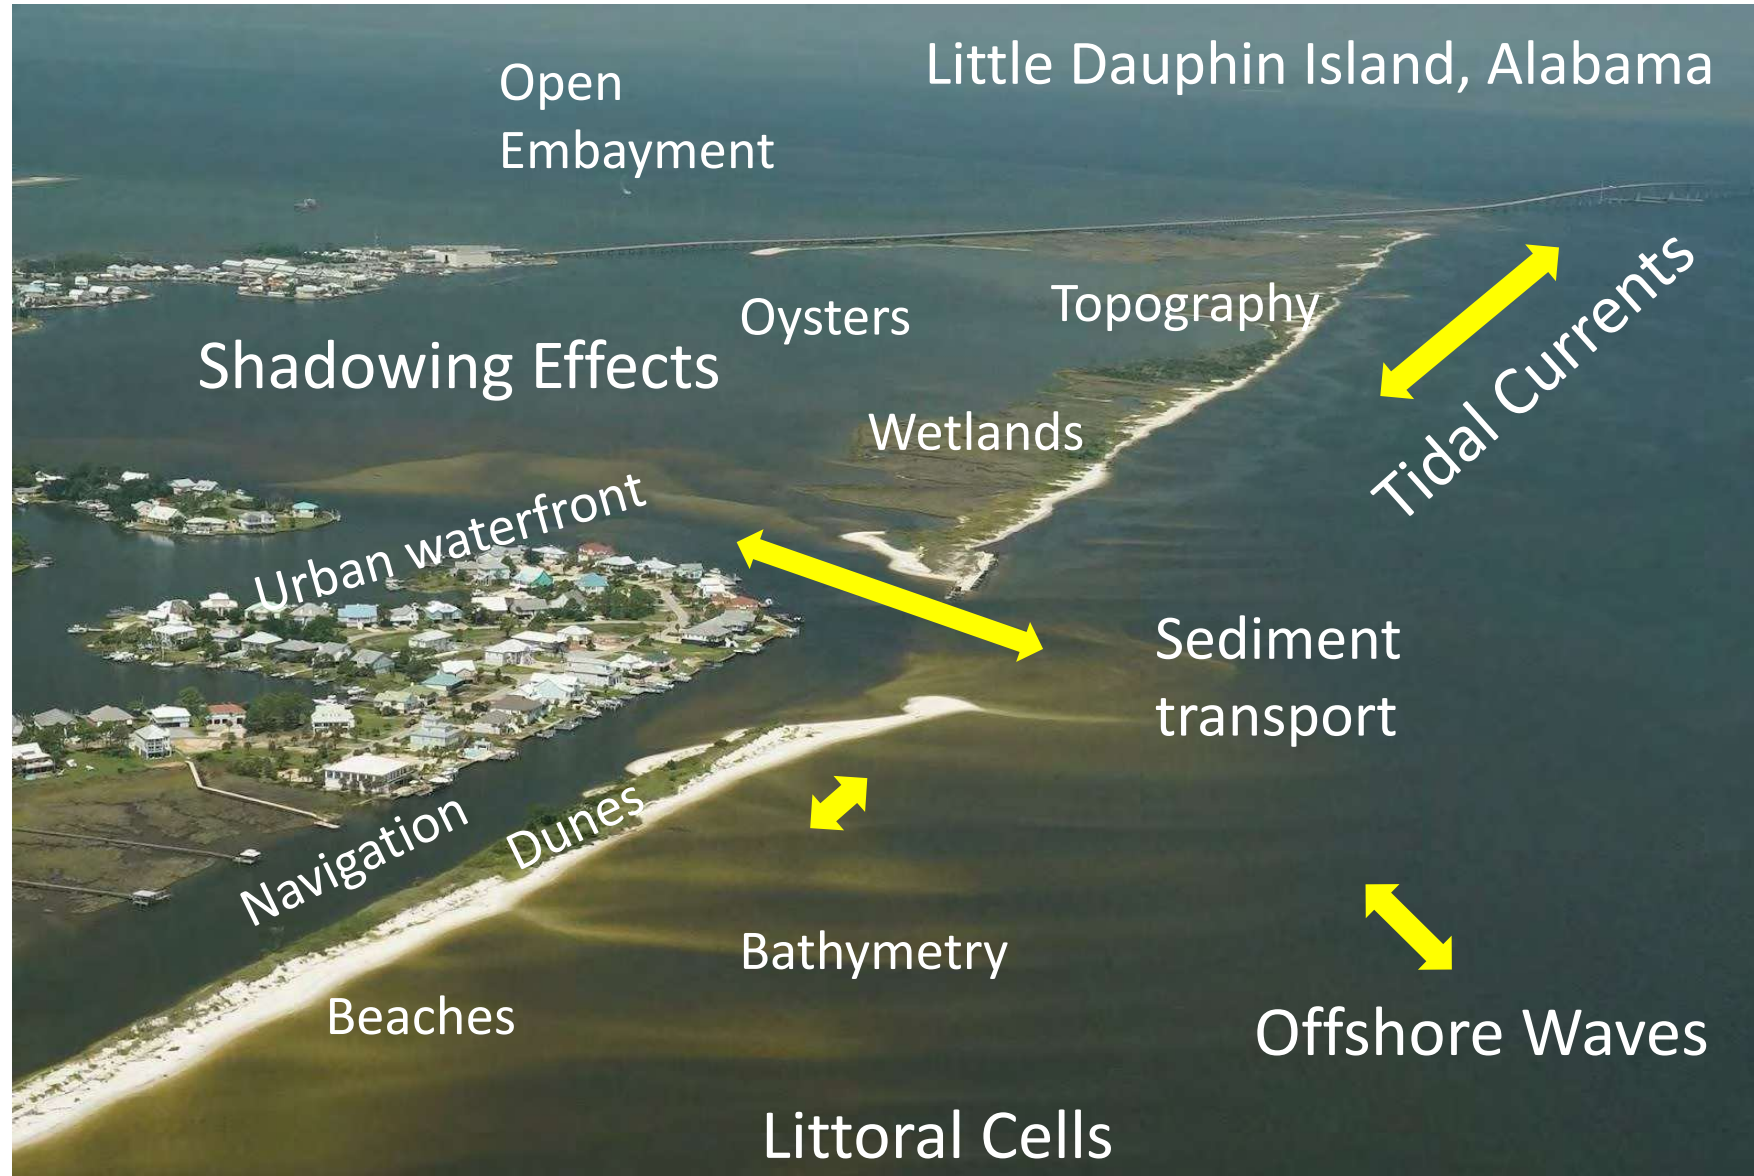 Little Dauphin Island, Alabama
Open
Embayment
Oysters
Topography
Tidal Currents
Shadowing Effects
Wetlands
Urban waterfront
Sediment
transport
Navigation
Dunes
Bathymetry
Beaches
Offshore Waves
Littoral Cells